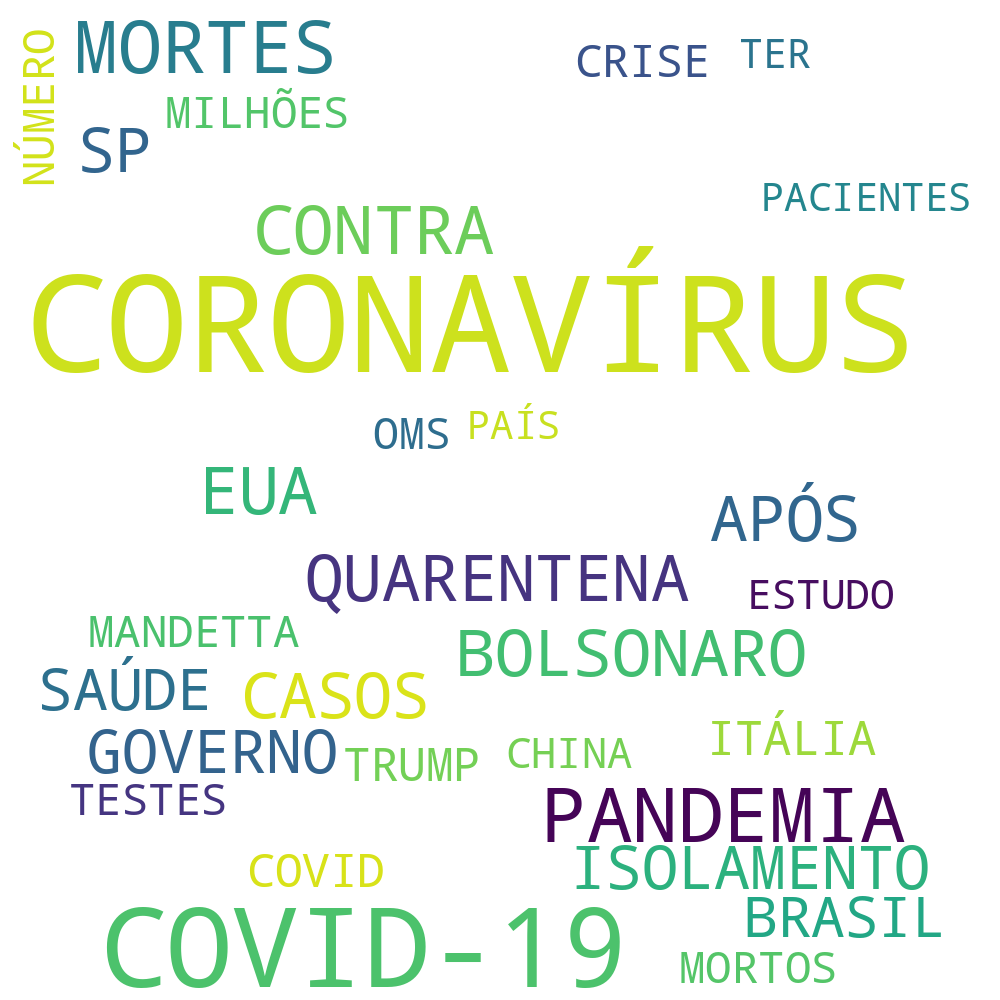 NÚMERO
MORTES
CRISE
TER
MILHÕES
SP
PACIENTES
CONTRA
CORONAVÍRUS
OMS
PAÍS
EUA
APÓS
QUARENTENA
ESTUDO
MANDETTA
BOLSONARO
SAÚDE
CASOS
GOVERNO
TRUMP
CHINA
ITÁLIA
TESTES
PANDEMIA
COVID
ISOLAMENTO
BRASIL
COVID-19
MORTOS